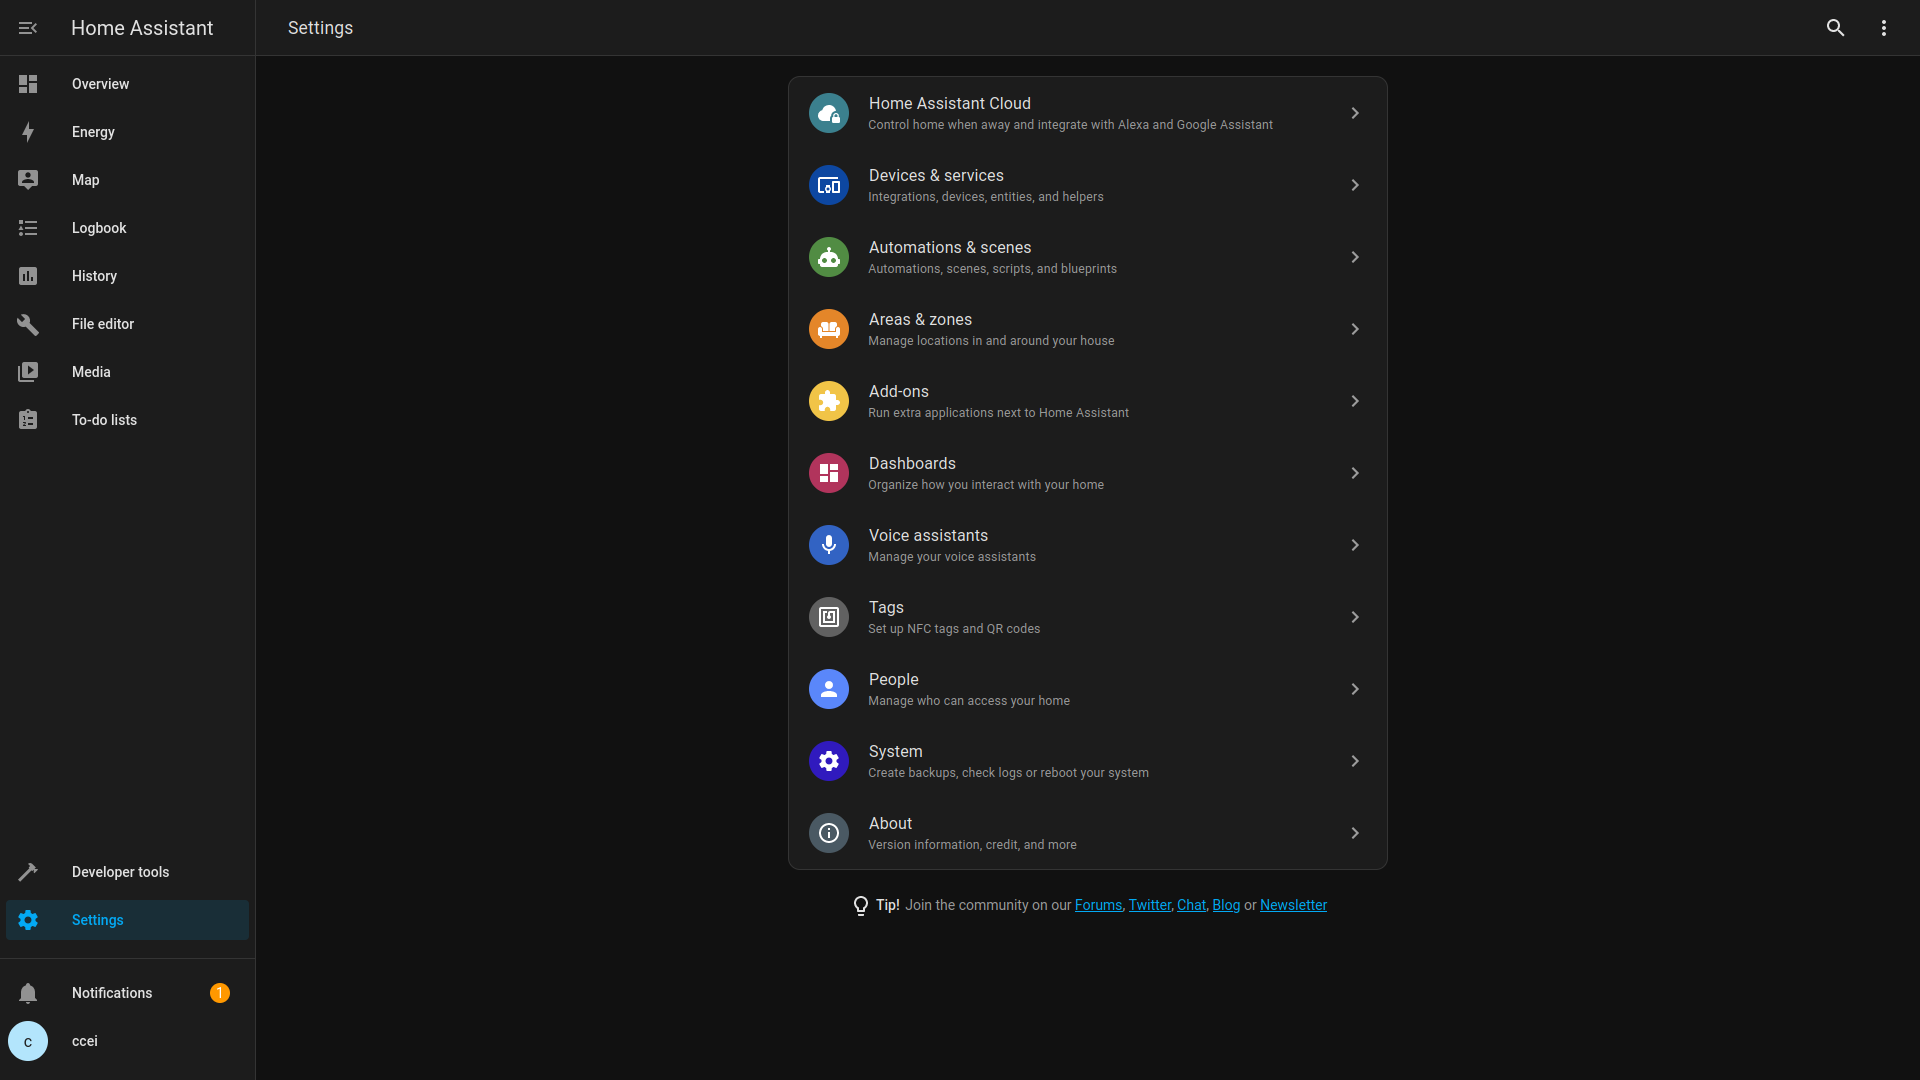 Home Assistant
Settings
Overview
Energy
Map
Logbook
History
File editor
Media
To-do lists
Developer tools
Settings
Notifications 1
c ccei
Home Assistant Cloud
Control home when away and integrate with Alexa and Google Assistant
Devices & services
Integrations, devices, entities, and helpers
Automations & scenes
Automations, scenes, scripts, and blueprints
Areas & zones
Manage locations in and around your house
Add-ons
Run extra applications next to Home Assistant
Dashboards
Organize how you interact with your home
Voice assistants
Manage your voice assistants
Tags
Set up NFC tags and QR codes
People
Manage who can access your home
System
Create backups, check logs or reboot your system
About
Version information, credit, and more
Tip! Join the community on our Forums, Twitter, Chat, Blog or Newsletter